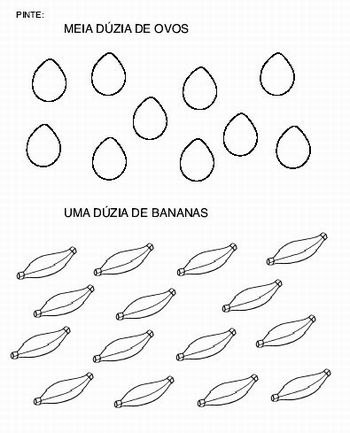 PINTE:
MEIA DÚZIA DE OVOS
UMA DÚZIA DE BANANAS